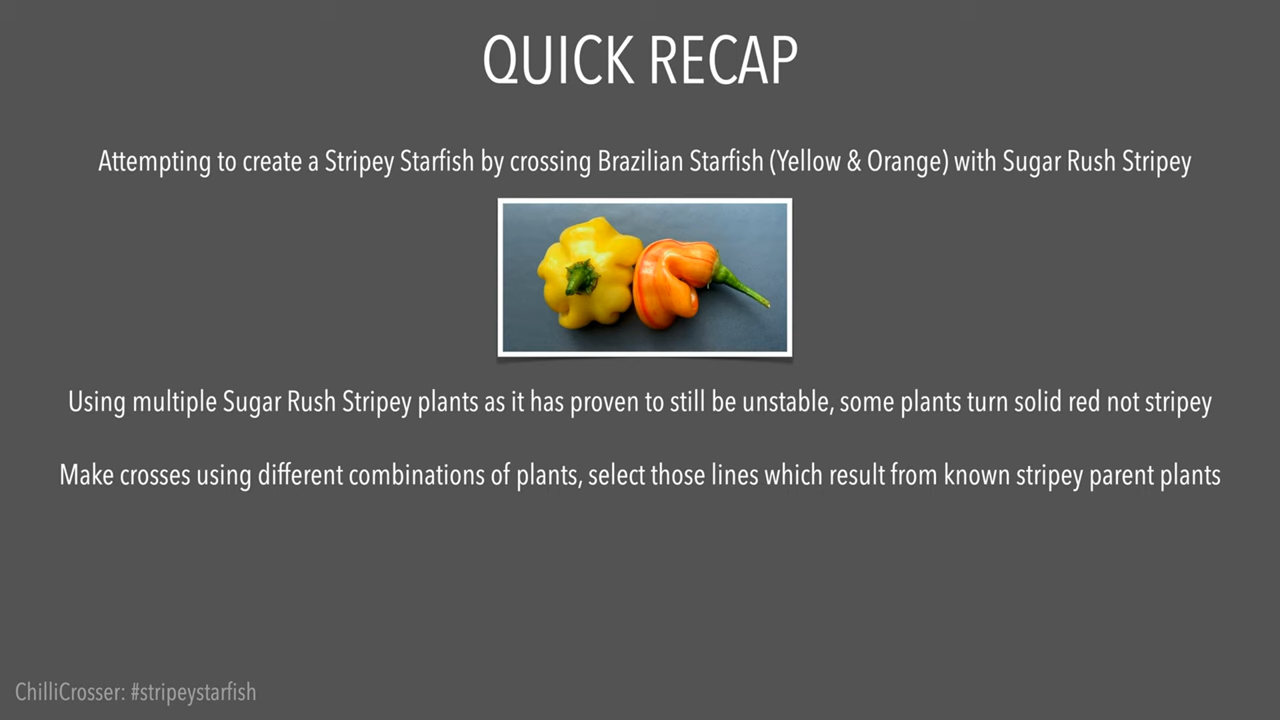 QUICK RECAP
Attempting to create a Stripey Starfish by crossing Brazilian Starfish (Yellow & Orange) with Sugar Rush Stripey
Using multiple Sugar Rush Stripey plants as it has proven to still be unstable, some plants turn solid red not stripey
Make crosses using different combinations of plants, select those lines which result from known stripey parent plants
ChilliCrosser: #stripeystarfish